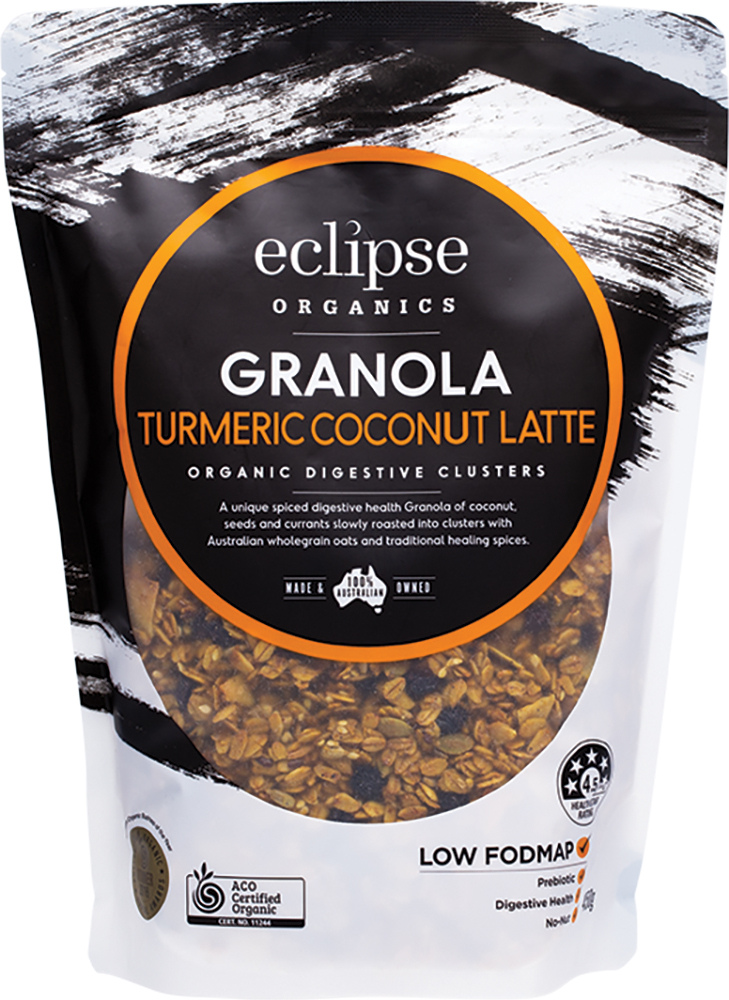 eclipse
ORGANICS
GRANOLA
TURMERIC COCONUT LATTE
ORGANIC DIGESTIVE CLUSTERS
A unique spiced digestive health Granola of coconut,
seeds and currants slowly roasted into clusters with
Australian wholegrain oats and traditional healing spices.
MADE & 100% AUSTRALIAN OWNED
4.5
HEALTH STAR
RATING
LOW FODMAP
Prebiotic
Digestive Health
No-Nut
450g
ACO
Certified
Organic
CERT. NO. 11244